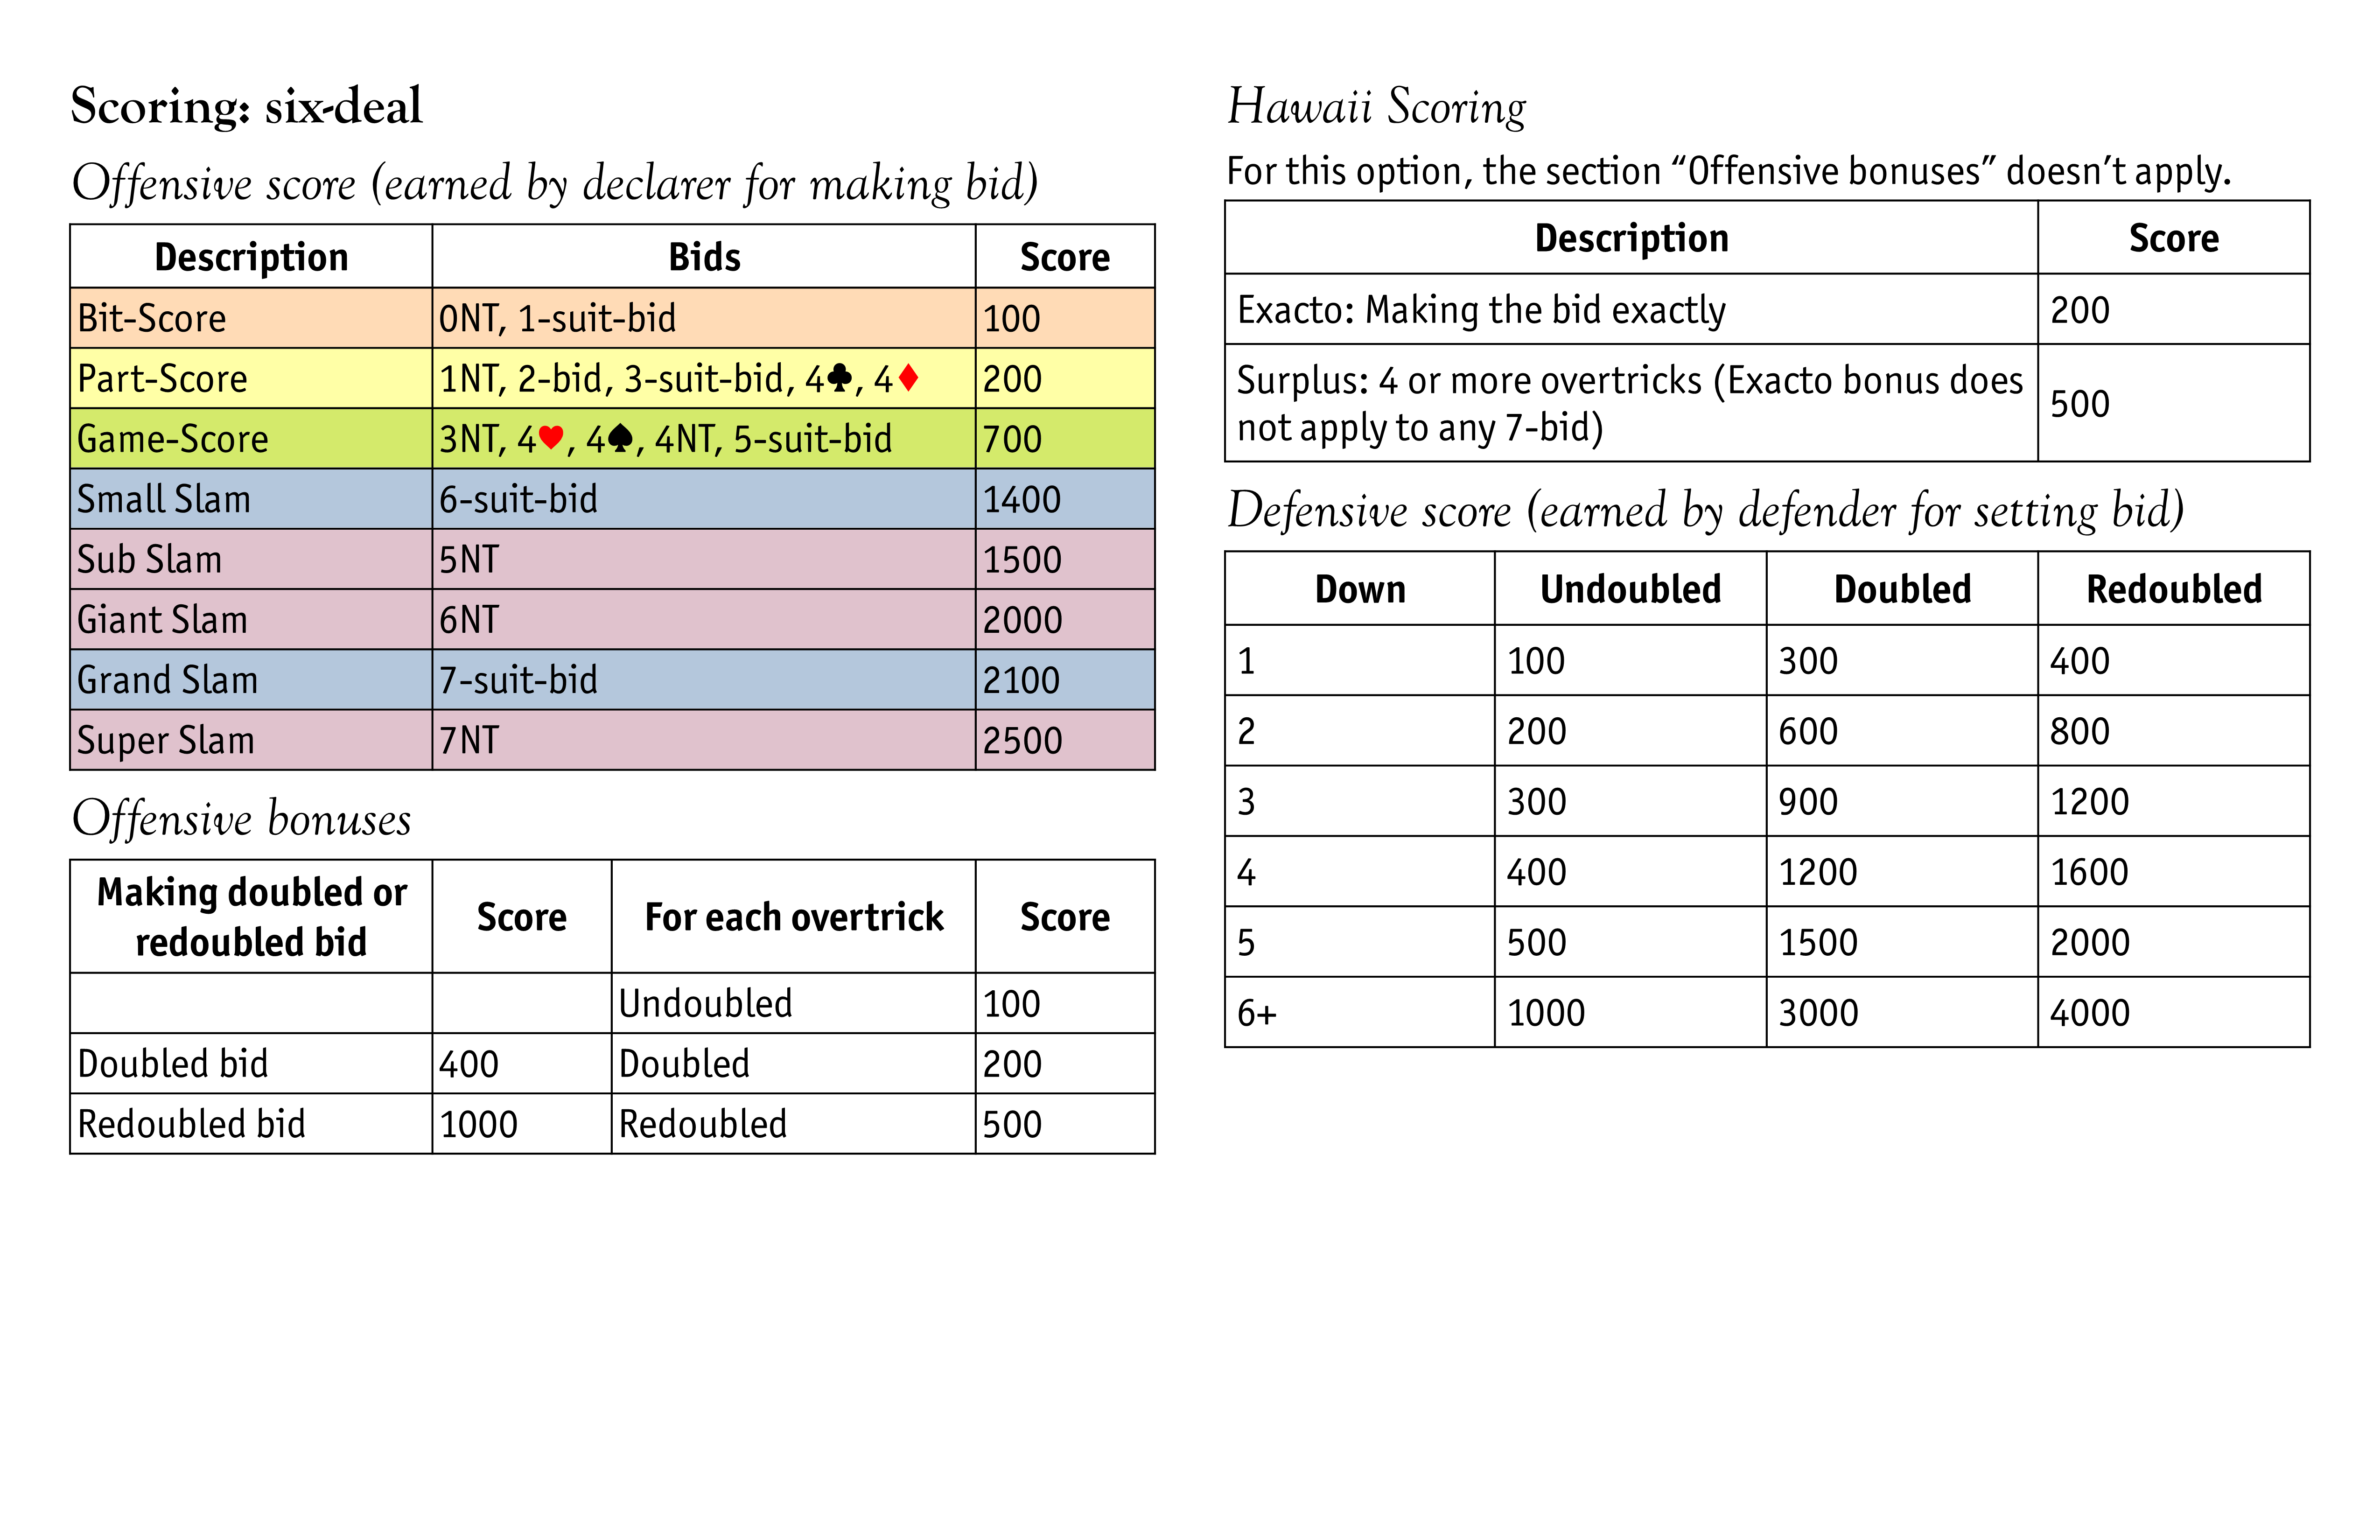 Scoring: six-deal
Offensive score (earned by declarer for making bid)
Description Bids Score
Bit-Score 0NT, 1-suit-bid 100
Part-Score 1NT, 2-bid, 3-suit-bid, 4♣, 4♦ 200
Game-Score 3NT, 4♥, 4♠, 4NT, 5-suit-bid 700
Small Slam 6-suit-bid 1400
Sub Slam 5NT 1500
Giant Slam 6NT 2000
Grand Slam 7-suit-bid 2100
Super Slam 7NT 2500
Offensive bonuses
Making doubled or
redoubled bid Score For each overtrick Score
Undoubled 100
Doubled bid 400 Doubled 200
Redoubled bid 1000 Redoubled 500
Hawaii Scoring
For this option, the section “Offensive bonuses” doesn’t apply.
Description Score
Exacto: Making the bid exactly 200
Surplus: 4 or more overtricks (Exacto bonus does
not apply to any 7-bid) 500
Defensive score (earned by defender for setting bid)
Down Undoubled Doubled Redoubled
1 100 300 400
2 200 600 800
3 300 900 1200
4 400 1200 1600
5 500 1500 2000
6+ 1000 3000 4000